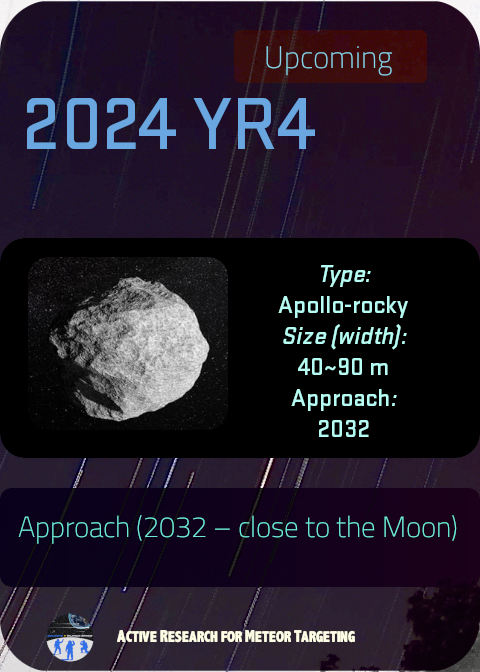 Upcoming
2024 YR4
Type:
Apollo-rocky
Size (width):
40~90 m
Approach:
2032
Approach (2032 – close to the Moon)
Active Research for Meteor Targeting